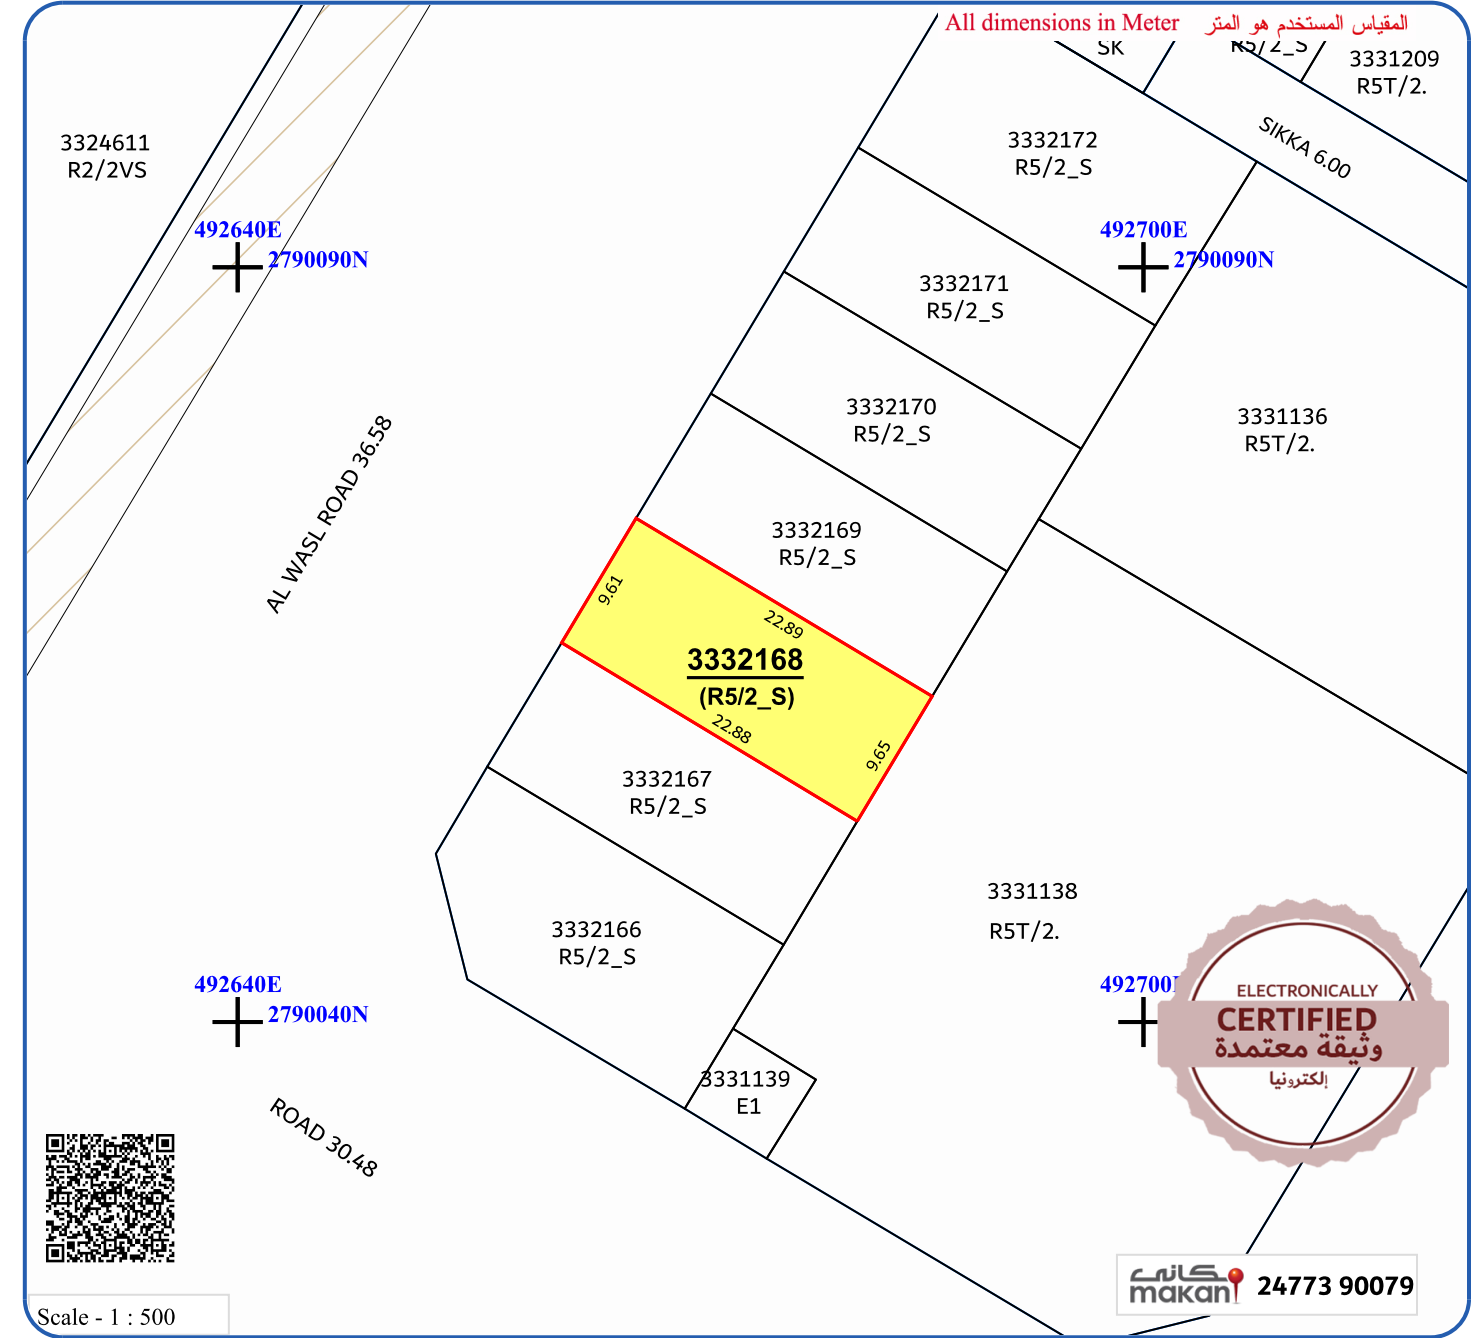 All dimensions in Meter المقياس المستخدم هو المتر
SK
R5/2_S
3331209
R5T/2.
3324611
R2/2VS
3332172
R5/2_S
SIKKA 6.00
492640E
2790090N
492700E
2790090N
3332171
R5/2_S
3332170
R5/2_S
3331136
R5T/2.
AL WASL ROAD 36.58
3332169
R5/2_S
9.61
22.89
3332168
(R5/2_S)
22.88
9.65
3332167
R5/2_S
3331138
R5T/2.
3332166
R5/2_S
492640E
2790040N
492700
ELECTRONICALLY
CERTIFIED
وثيقة معتمدة
إلكترونيا
3331139
E1
ROAD 30.48
مكاني
makani
24773 90079
Scale - 1 : 500